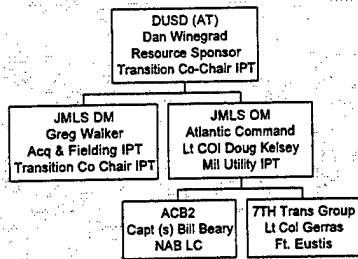 DUSD (AT)
Dan Winegrad
Resource Sponsor
Transition Co-Chair IPT
JMLS DM
Greg Walker
Acq & Fielding IPT
Transition Co Chair IPT
JMLS OM
Atlantic Command
Lt COl Doug Kelsey
Mil Utility IPT
ACB2
Capt (s) Bill Beary
NAB LC
7TH Trans Group
Lt Col Gerras
Ft. Eustis